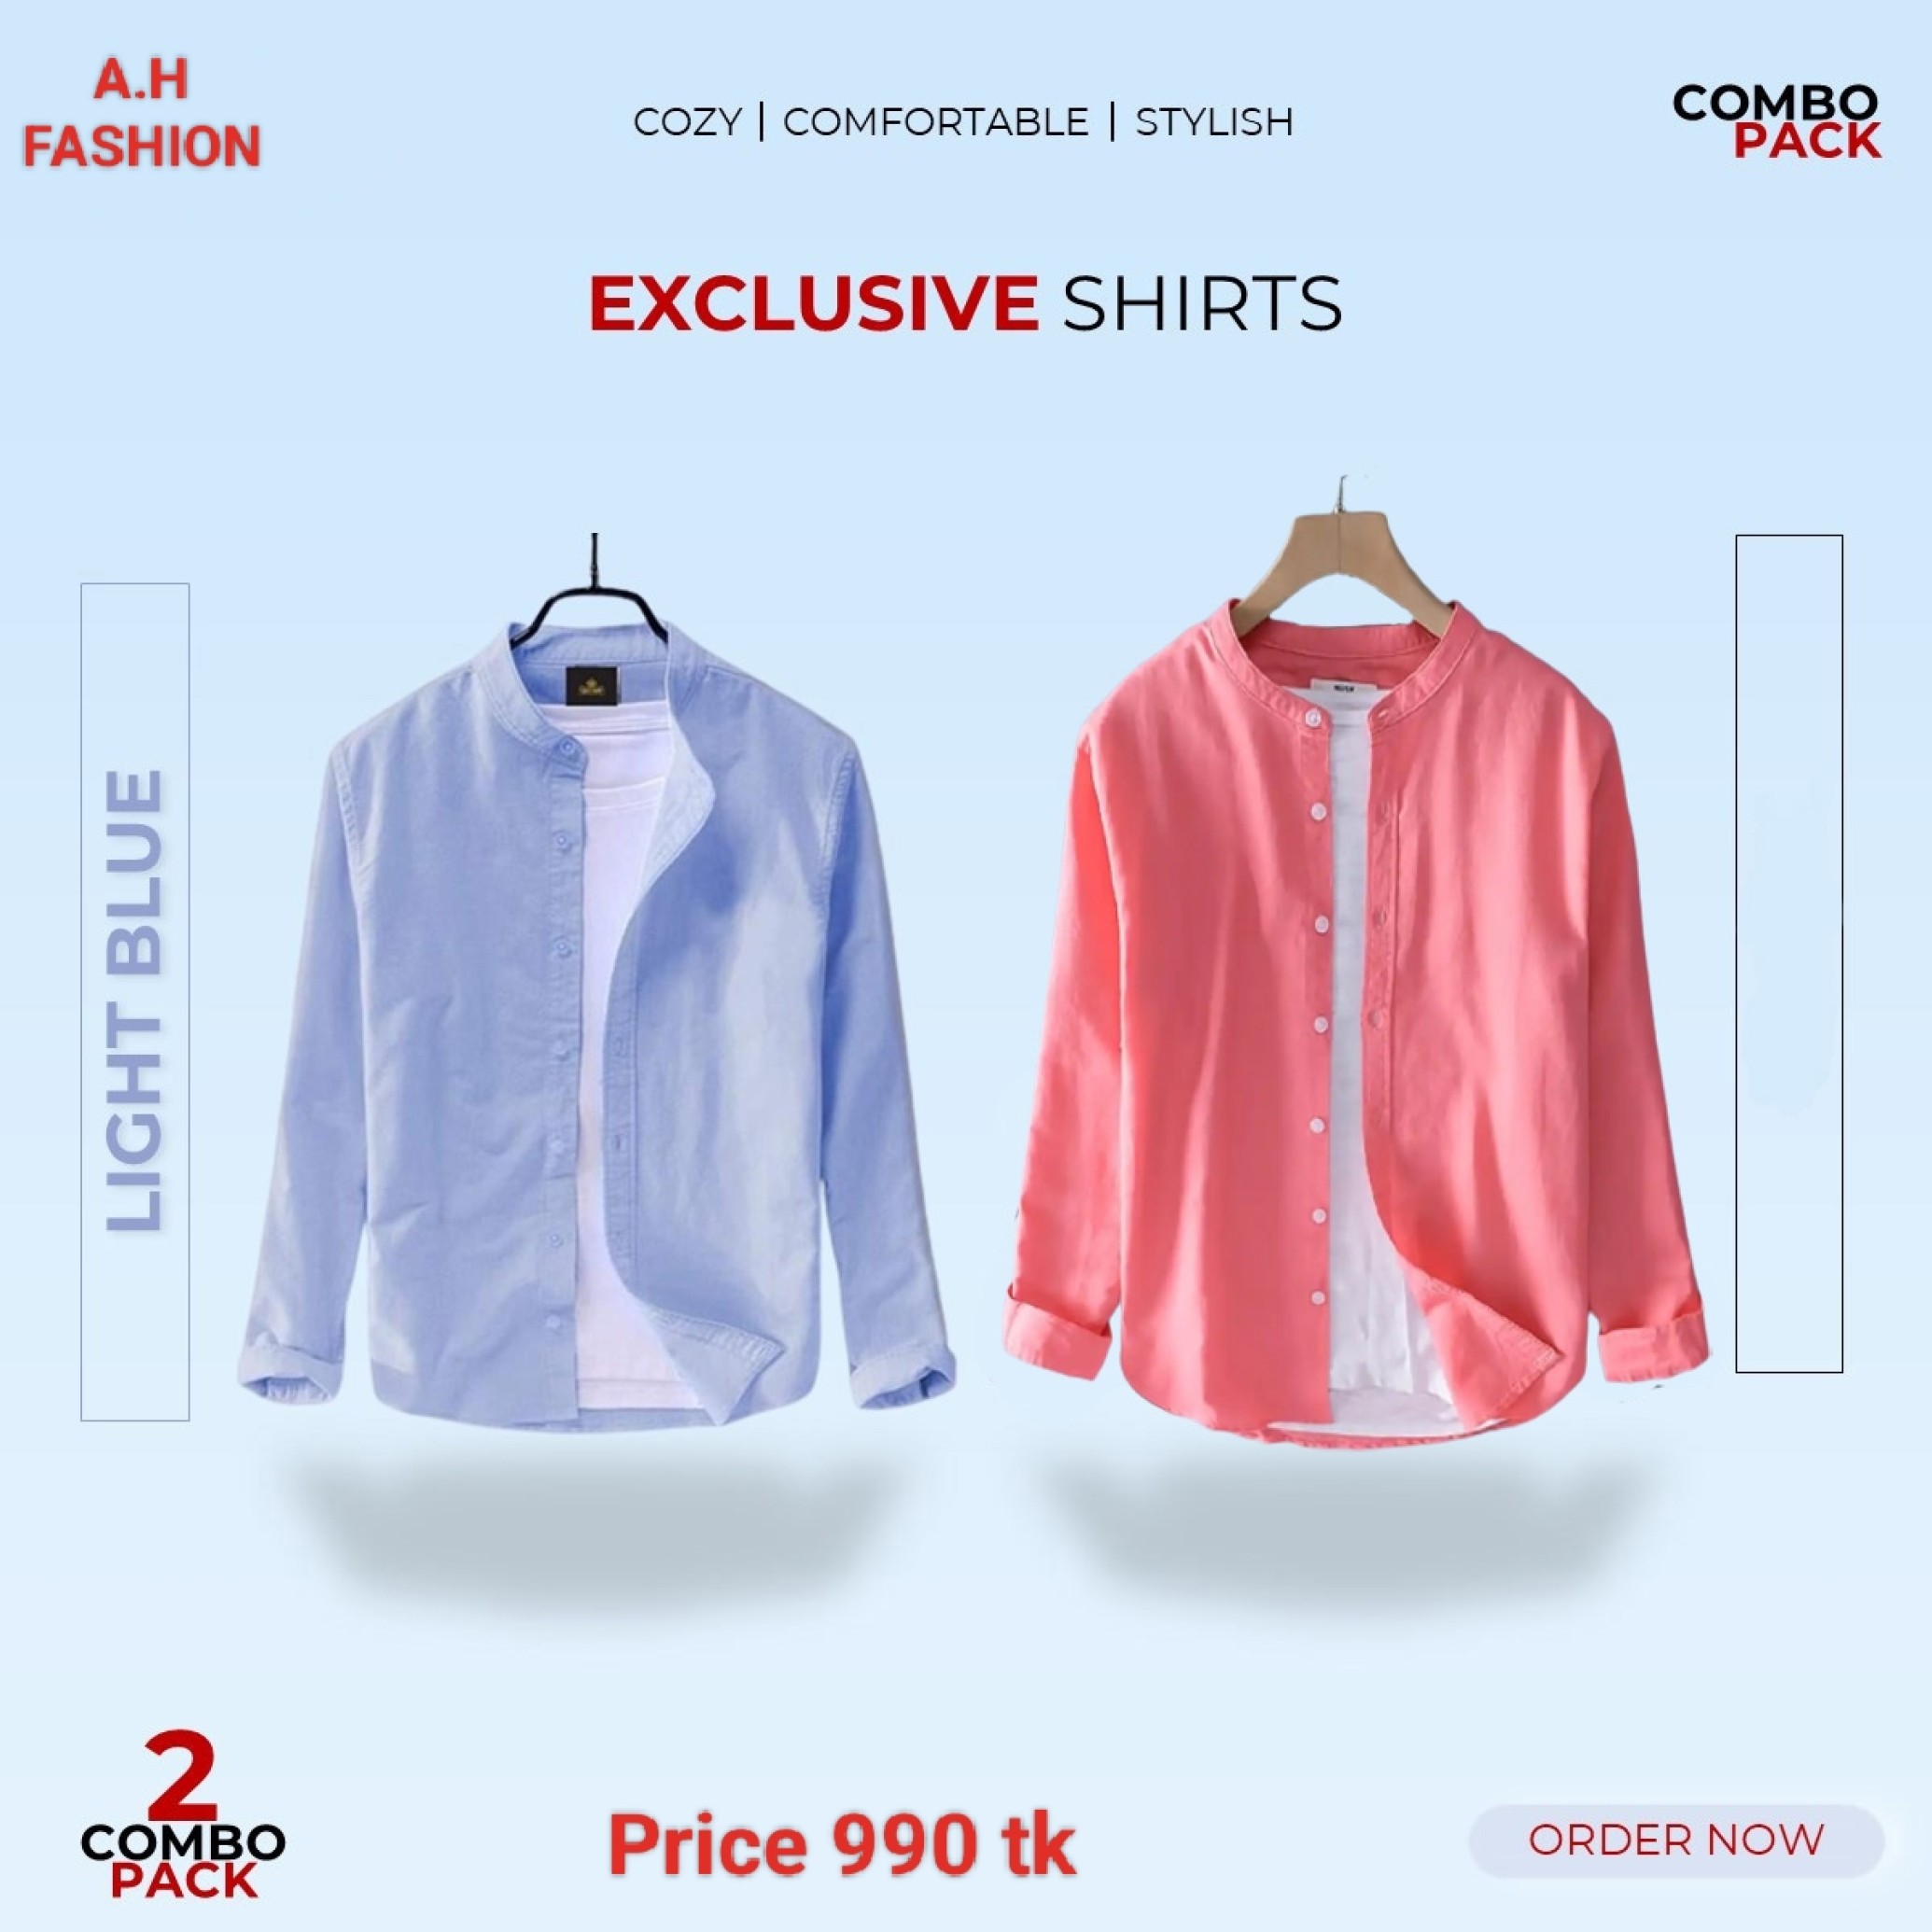 A.H
FASHION
COZY | COMFORTABLE | STYLISH
COMBO
PACK
EXCLUSIVE SHIRTS
LIGHT BLUE
2
COMBO
PACK
Price 990 tk
ORDER NOW